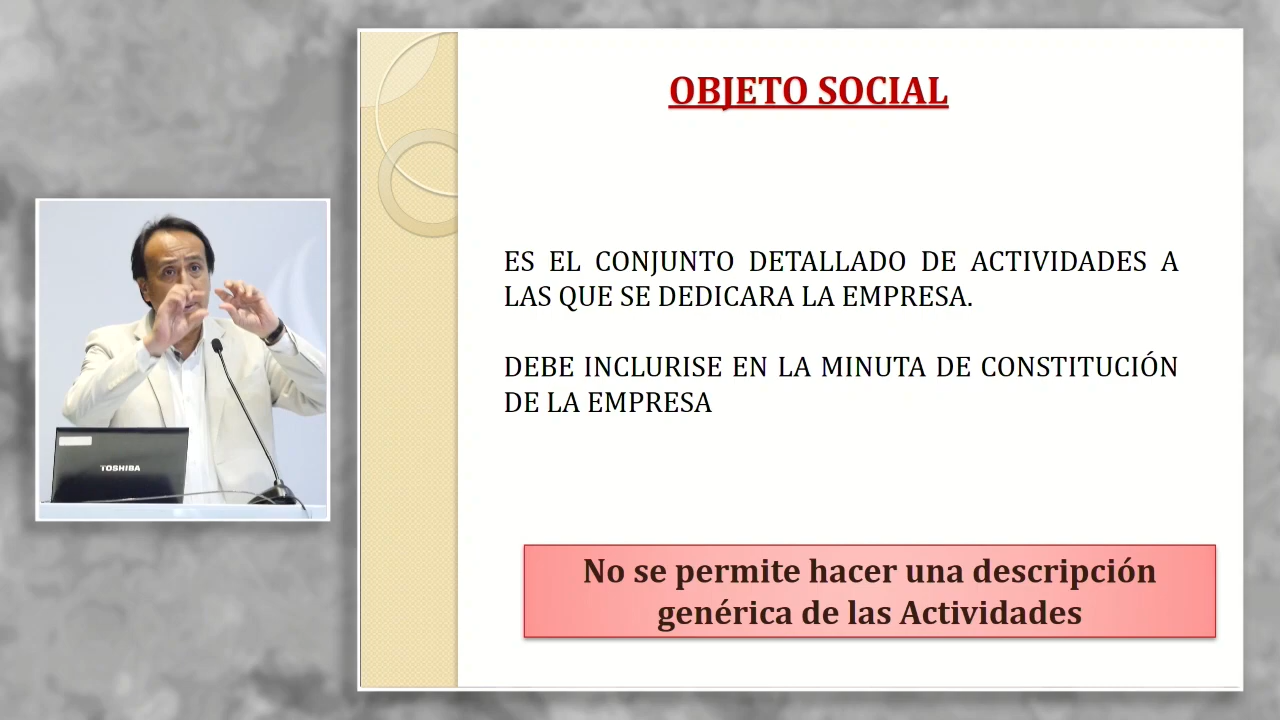 OBJETO SOCIAL
ES EL CONJUNTO DETALLADO DE ACTIVIDADES A
LAS QUE SE DEDICARA LA EMPRESA.
DEBE INCLURISE EN LA MINUTA DE CONSTITUCIÓN
DE LA EMPRESA
No se permite hacer una descripción
genérica de las Actividades
TOSHIBA